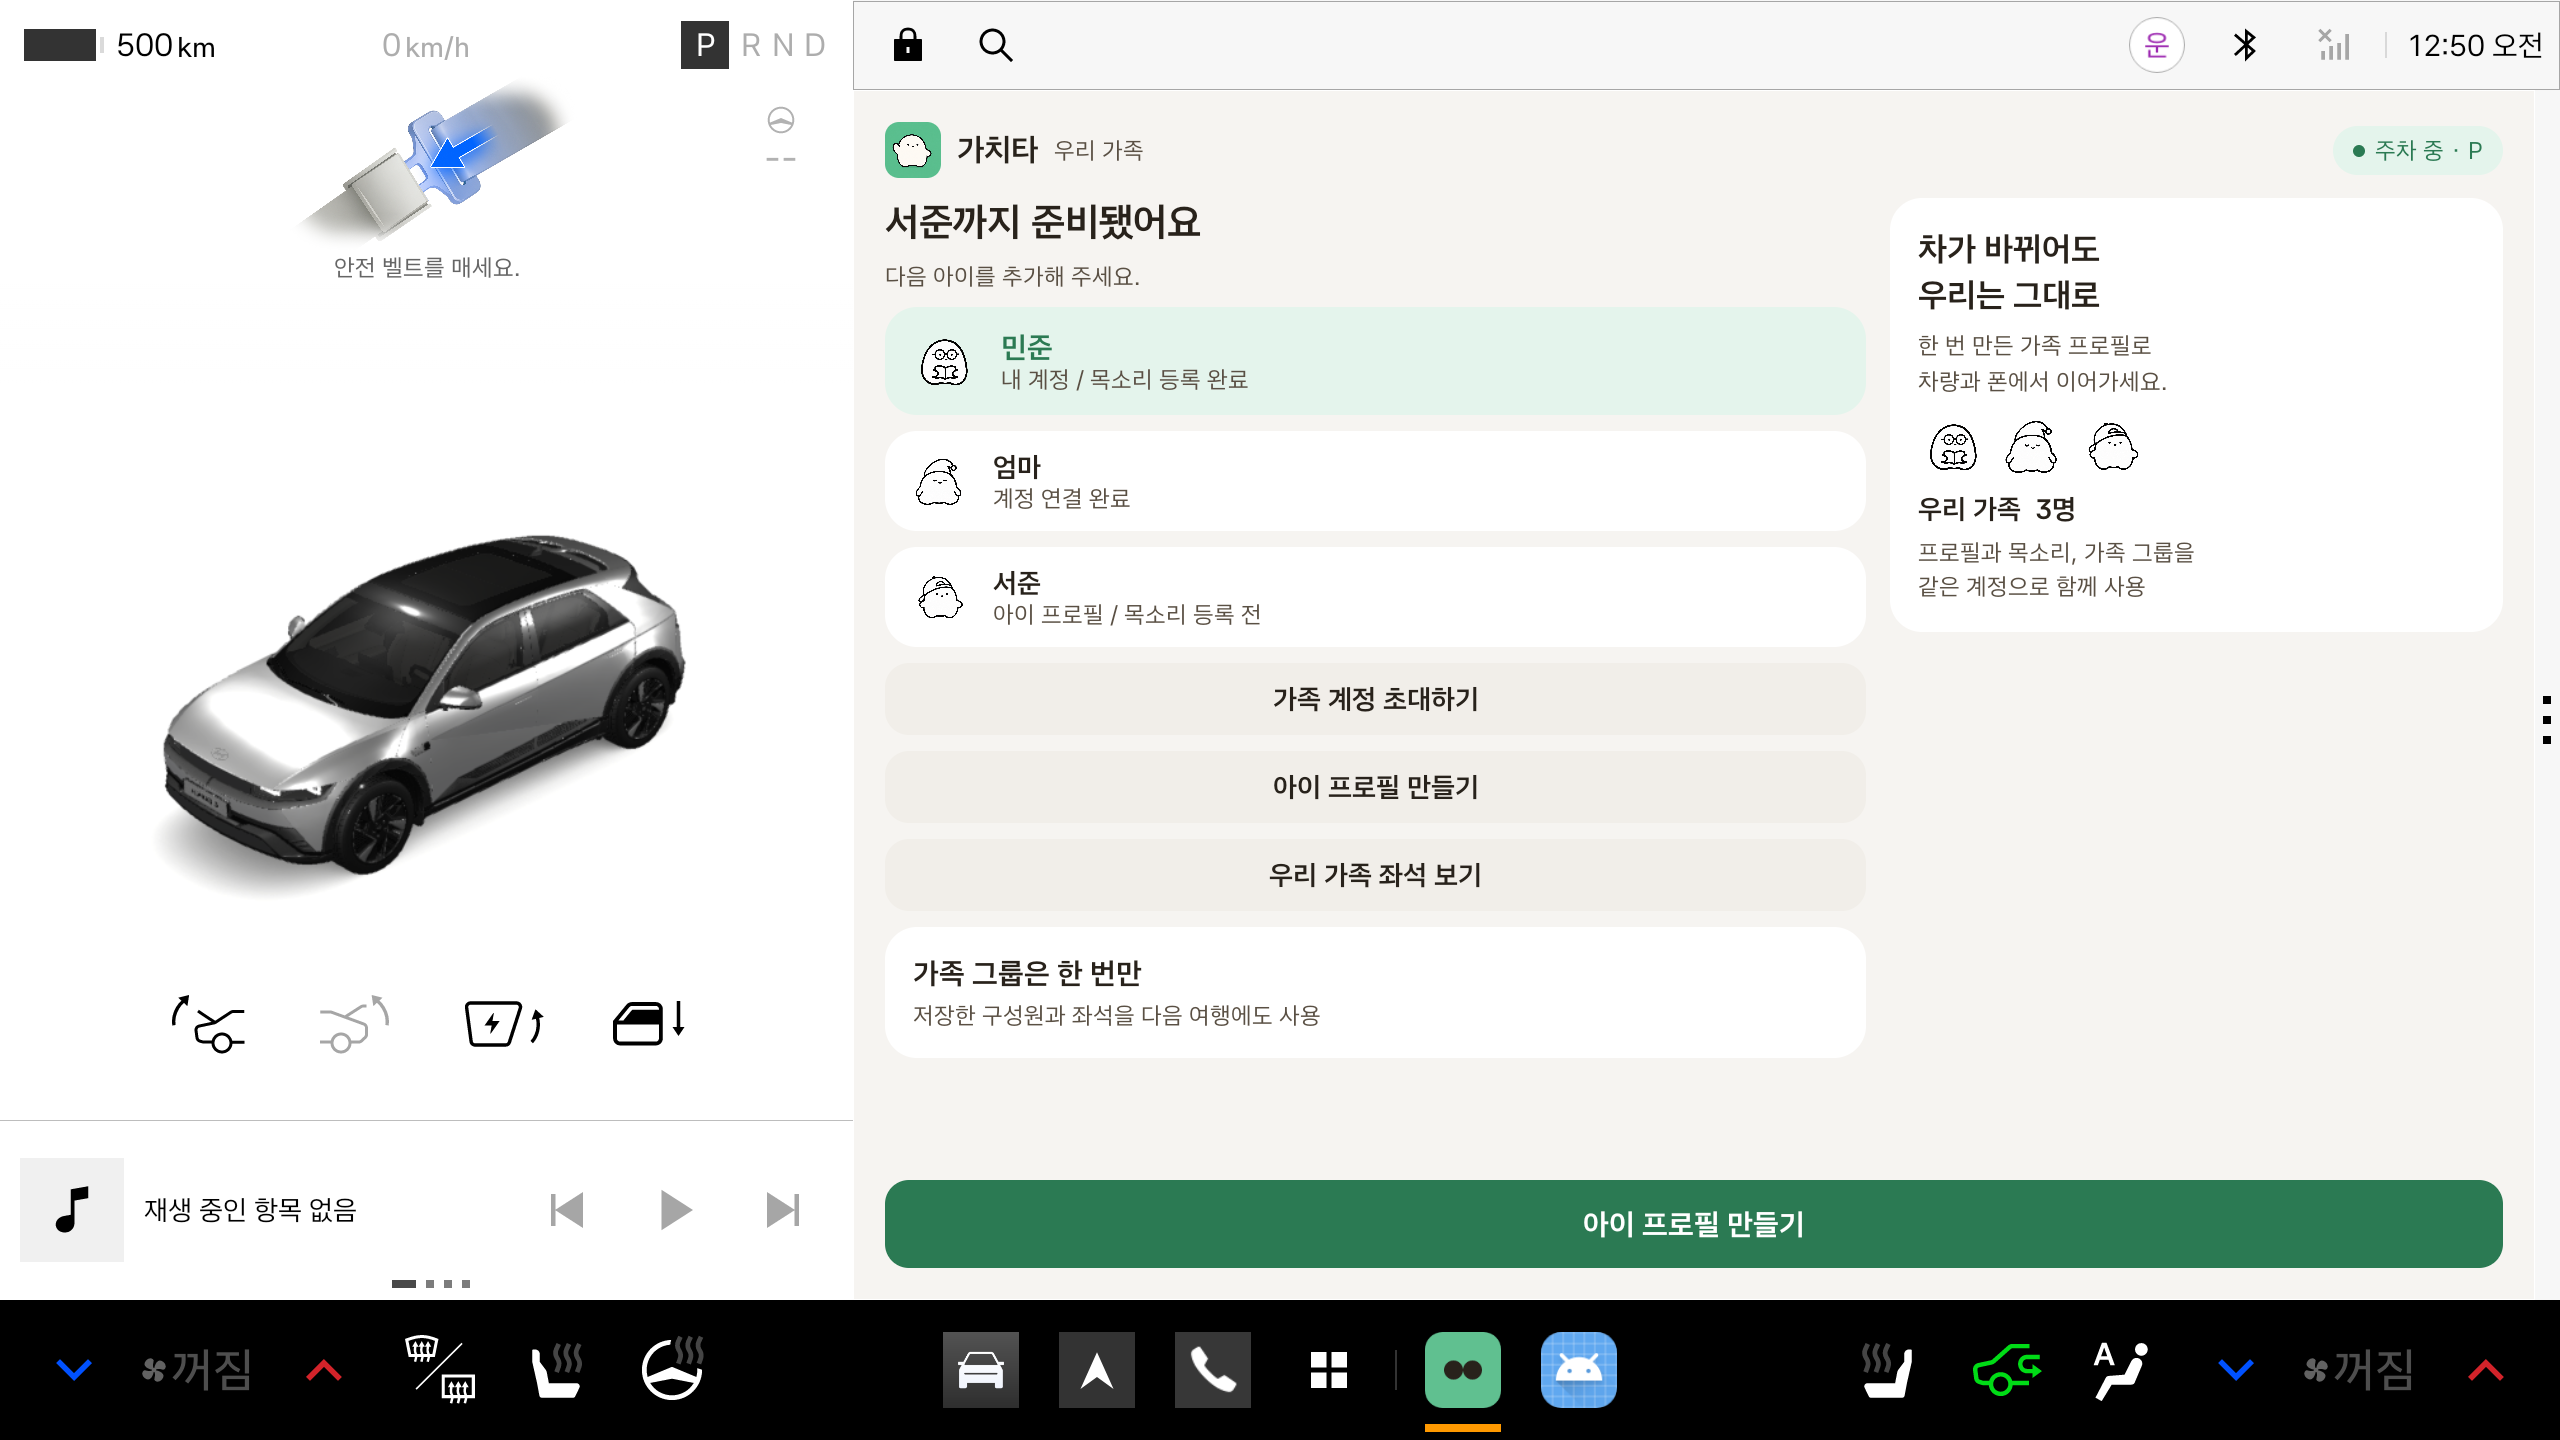 500 km
0 km/h
P R N D
안전 벨트를 매세요.
재생 중인 항목 없음
운
12:50 오전
가치타 우리 가족
주차 중 · P
서준까지 준비됐어요
다음 아이를 추가해 주세요.
민준
내 계정 / 목소리 등록 완료
엄마
계정 연결 완료
서준
아이 프로필 / 목소리 등록 전
가족 계정 초대하기
아이 프로필 만들기
우리 가족 좌석 보기
가족 그룹은 한 번만
저장한 구성원과 좌석을 다음 여행에도 사용
차가 바뀌어도
우리는 그대로
한 번 만든 가족 프로필로
차량과 폰에서 이어가세요.
우리 가족 3명
프로필과 목소리, 가족 그룹을
같은 계정으로 함께 사용
아이 프로필 만들기
꺼짐
A
꺼짐